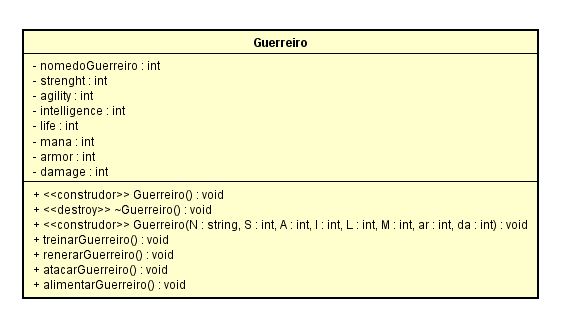 Guerreiro
- nomedoGuerreiro : int
- strenght : int
- agility : int
- intelligence : int
- life : int
- mana : int
- armor : int
- damage : int
+ <<construdor>> Guerreiro() : void
+ <<destroy>> ~Guerreiro() : void
+ <<construdor>> Guerreiro(N : string, S : int, A : int, I : int, L : int, M : int, ar : int, da : int) : void
+ treinarGuerreiro() : void
+ renerarGuerreiro() : void
+ atacarGuerreiro() : void
+ alimentarGuerreiro() : void